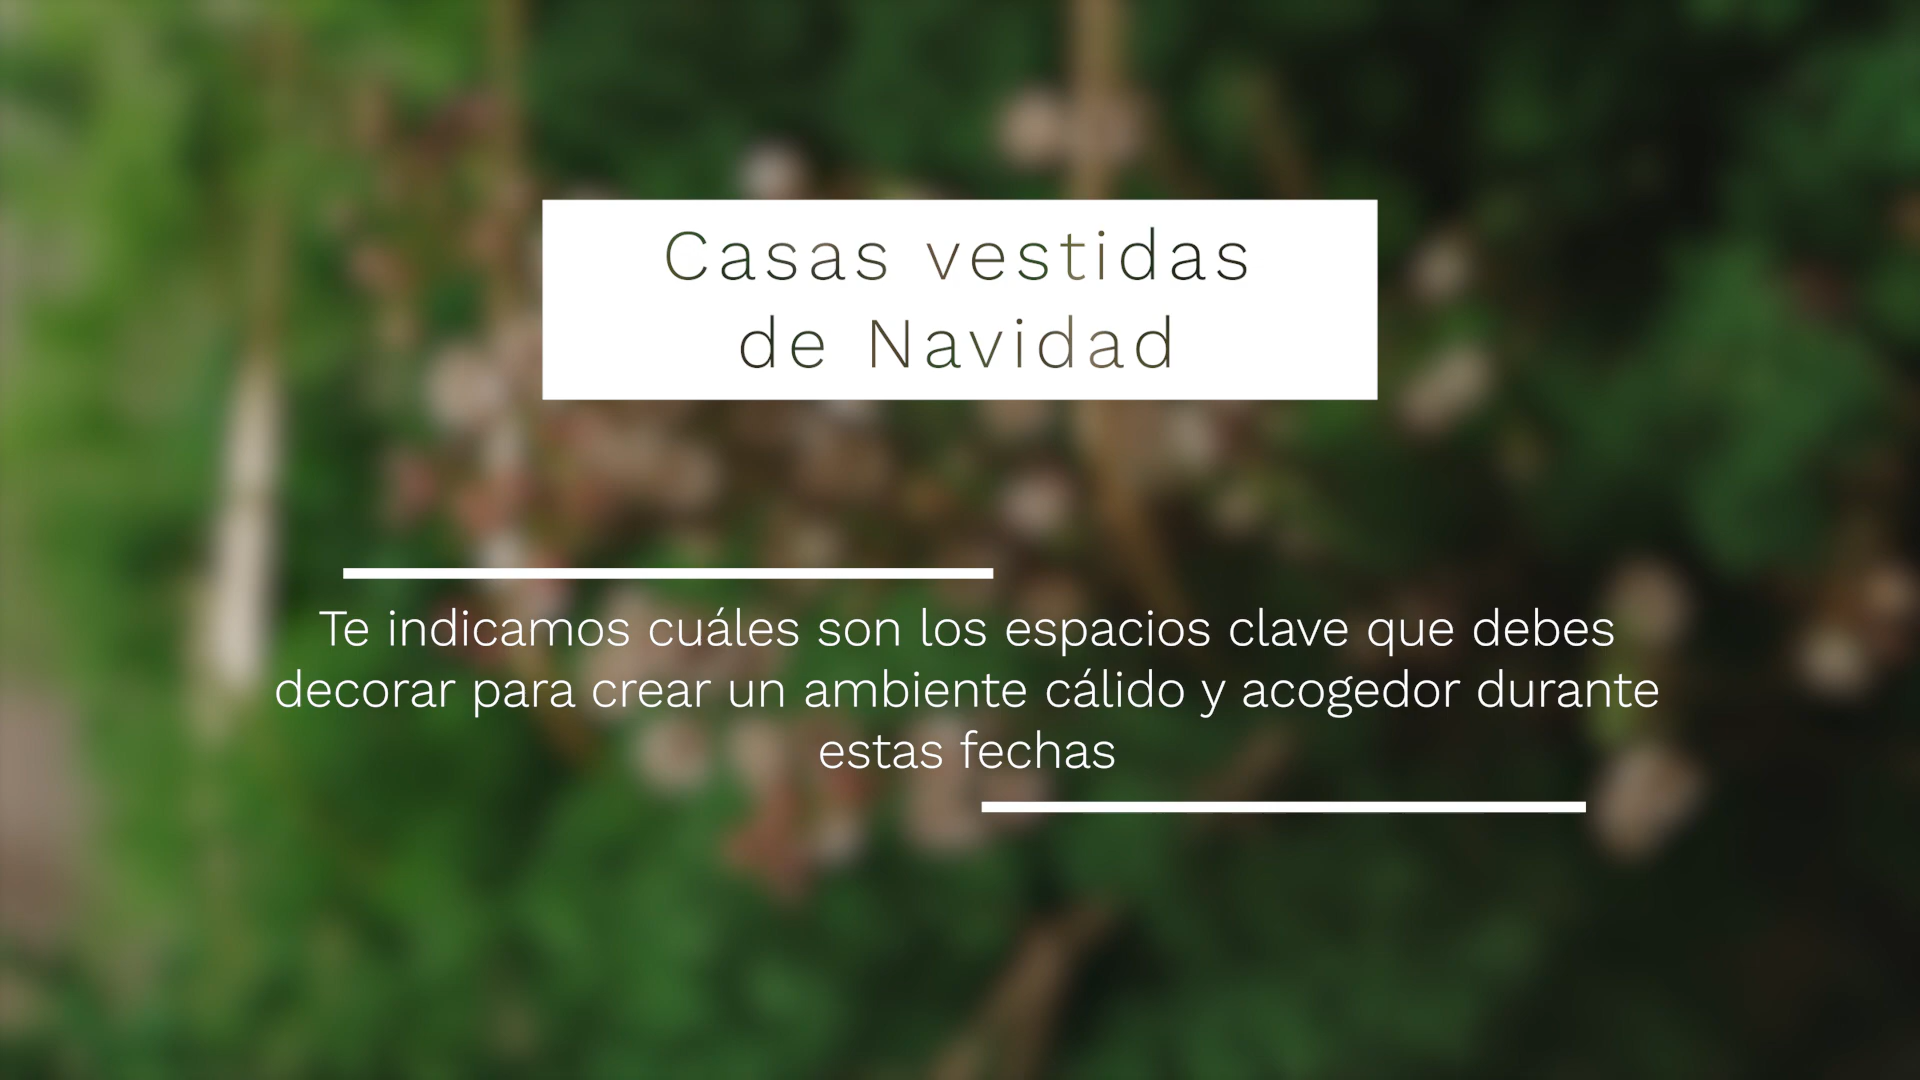 Casas vestidas
de Navidad
Te indicamos cuáles son los espacios clave que debes
decorar para crear un ambiente cálido y acogedor durante
estas fechas